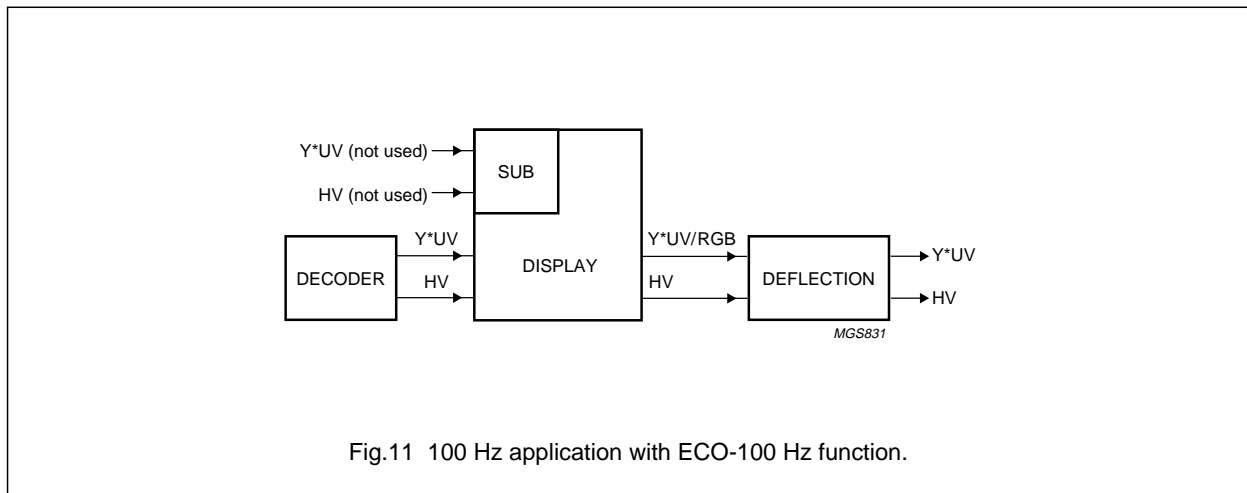 Y*UV (not used)
SUB
HV (not used)
Y*UV
Y*UV/RGB
Y*UV
DECODER
DISPLAY
DEFLECTION
HV
HV
HV
MGS831
Fig.11 100 Hz application with ECO-100 Hz function.